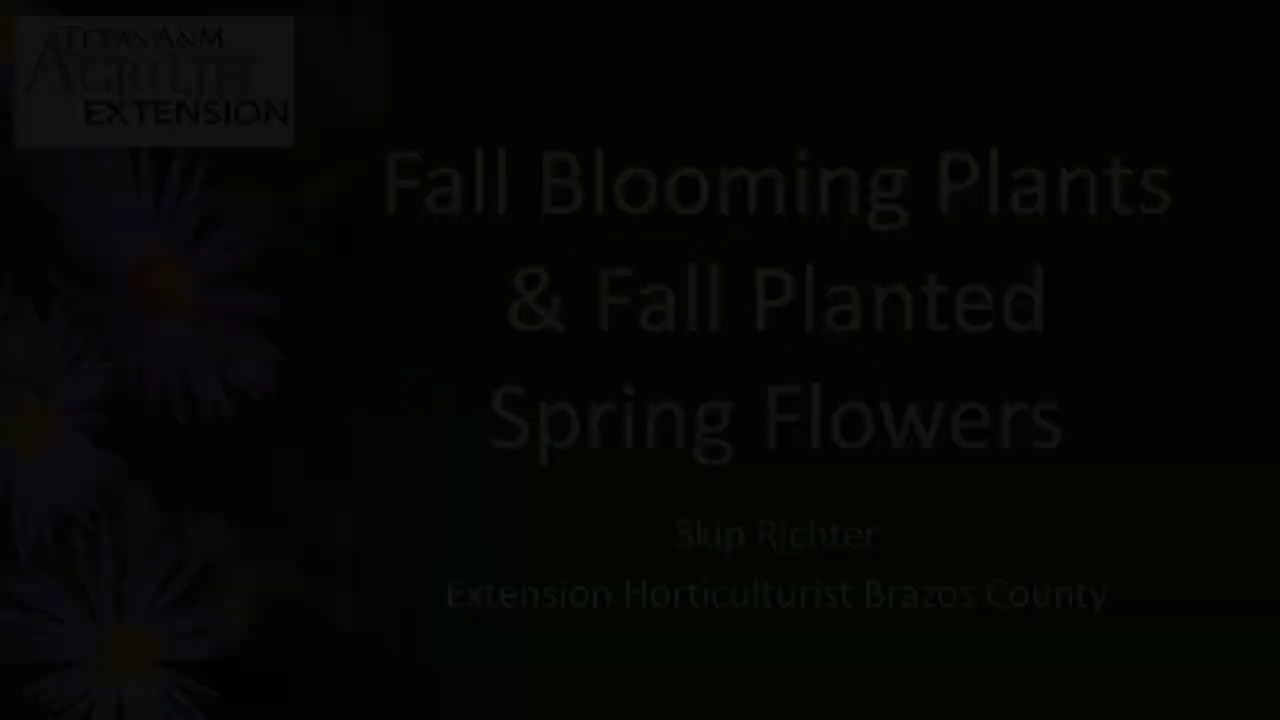 TEXAS A&M
AGRILIFE
EXTENSION
Fall Blooming Plants
& Fall Planted
Spring Flowers
Skip Richter
Extension Horticulturist Brazos County